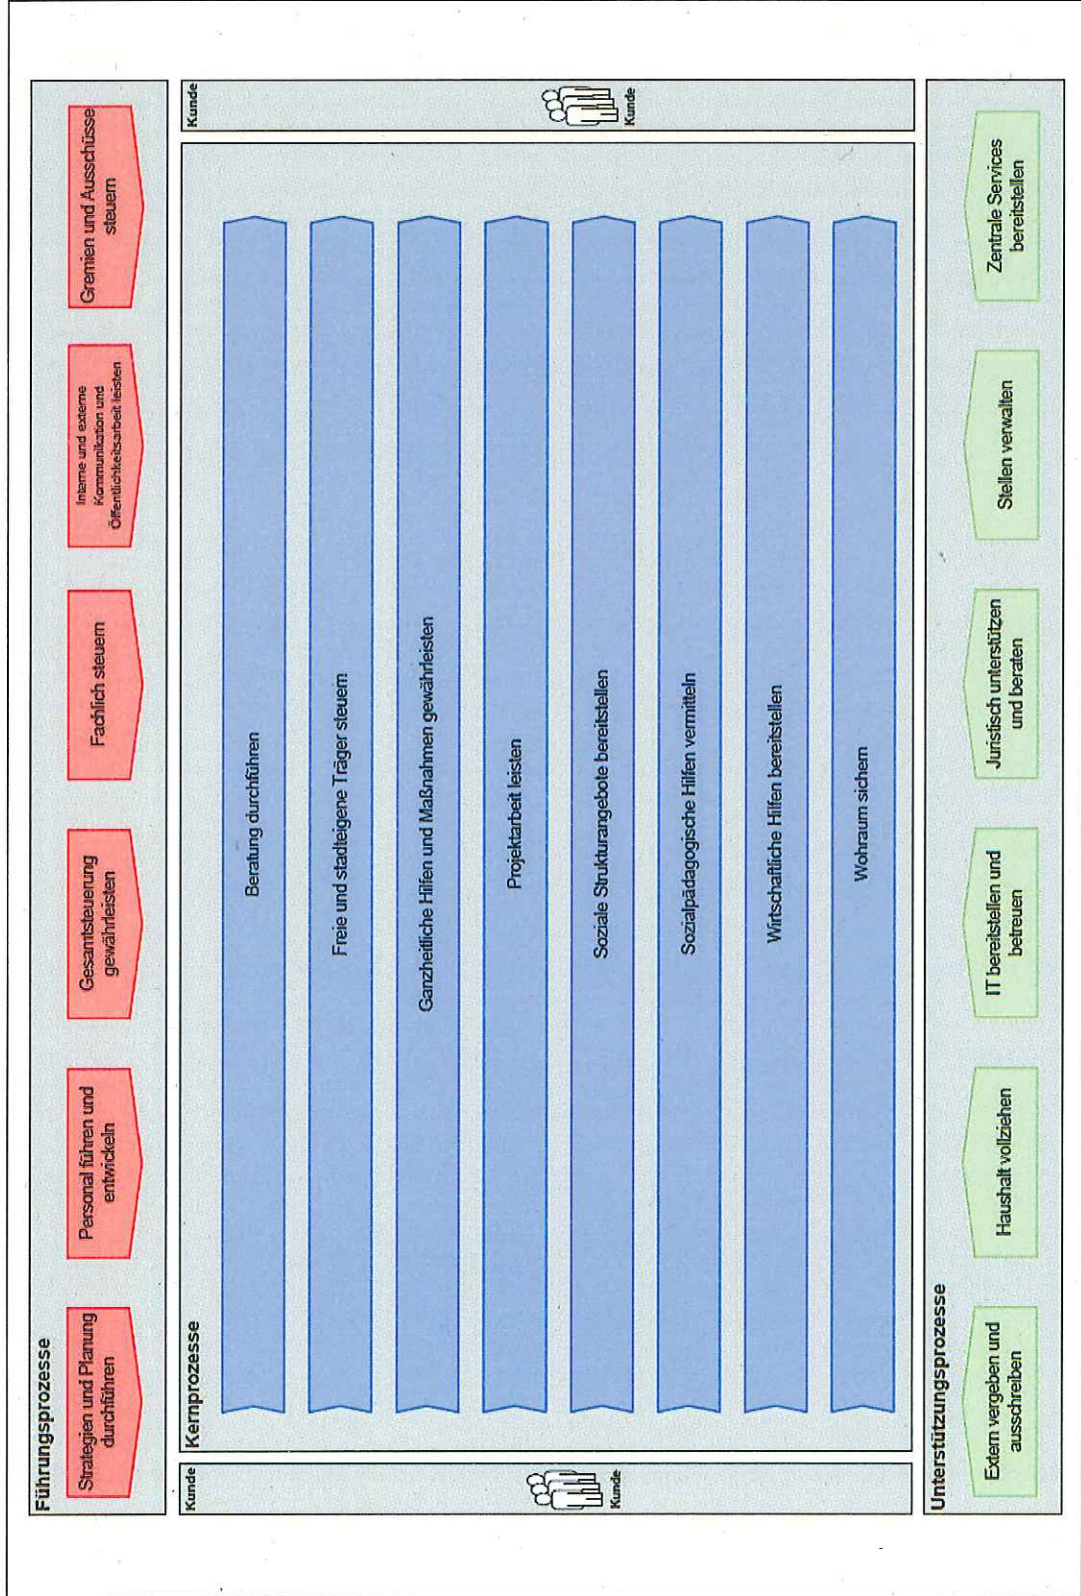 Führungsprozesse
Strategien und Planung
durchführen
Personal führen und
entwickeln
Gesamtsteuerung
gewährleisten
Fachlich steuern
Interne und externe
Kommunikation und
Öffentlichkeitsarbeit leisten
Gremien und Ausschüsse
steuern
Kunde
Kunde
Kernprozesse
Beratung durchführen
Freie und stadteigene Träger steuern
Ganzheitliche Hilfen und Maßnahmen gewährleisten
Projektarbeit leisten
Soziale Strukturangebote bereitstellen
Sozialpädagogische Hilfen vermitteln
Wirtschaftliche Hilfen bereitstellen
Wohraum sichern
Kunde
Kunde
Unterstützungsprozesse
Extern vergeben und
ausschreiben
Haushalt vollziehen
IT bereitstellen und
betreuen
Juristisch unterstützen
und beraten
Stellen verwalten
Zentrale Services
bereitstellen